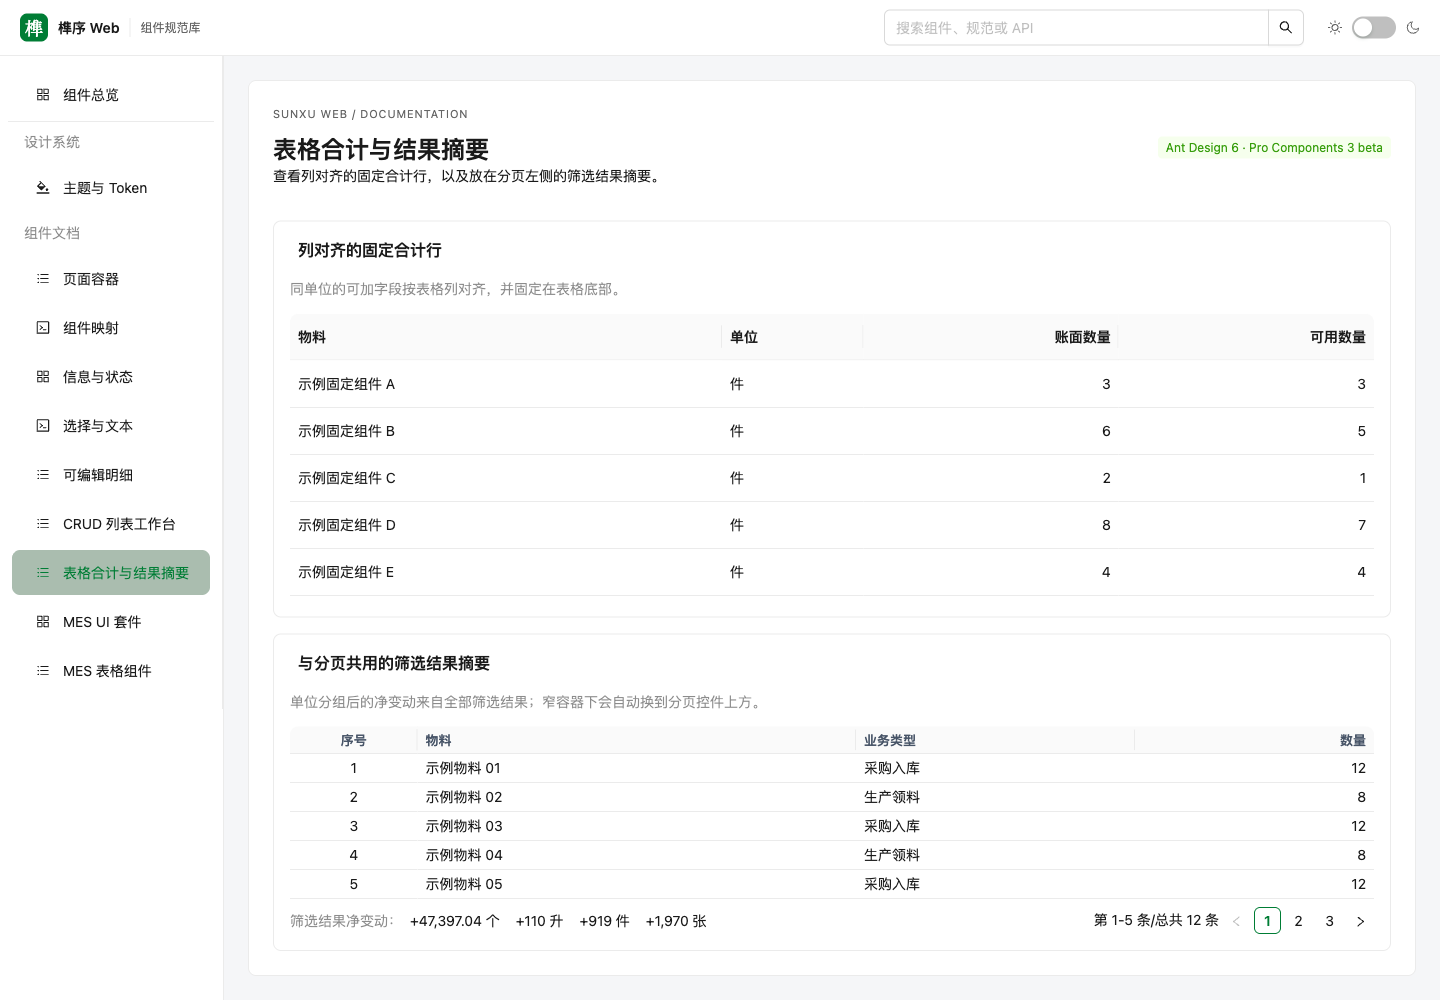 榫 榫序 Web 组件规范库 搜索组件、规范或 API
组件总览
设计系统
主题与 Token
组件文档
页面容器
组件映射
信息与状态
选择与文本
可编辑明细
CRUD 列表工作台
表格合计与结果摘要
MES UI 套件
MES 表格组件
SUNXU WEB / DOCUMENTATION
表格合计与结果摘要
Ant Design 6 · Pro Components 3 beta
查看列对齐的固定合计行，以及放在分页左侧的筛选结果摘要。
列对齐的固定合计行
同单位的可加字段按表格列对齐，并固定在表格底部。
物料 单位 账面数量 可用数量
示例固定组件 A 件 3 3
示例固定组件 B 件 6 5
示例固定组件 C 件 2 1
示例固定组件 D 件 8 7
示例固定组件 E 件 4 4
与分页共用的筛选结果摘要
单位分组后的净变动来自全部筛选结果；窄容器下会自动换到分页控件上方。
序号 物料 业务类型 数量
1 示例物料 01 采购入库 12
2 示例物料 02 生产领料 8
3 示例物料 03 采购入库 12
4 示例物料 04 生产领料 8
5 示例物料 05 采购入库 12
筛选结果净变动： +47,397.04 个 +110 升 +919 件 +1,970 张 第 1-5 条/总共 12 条 < 1 2 3 >